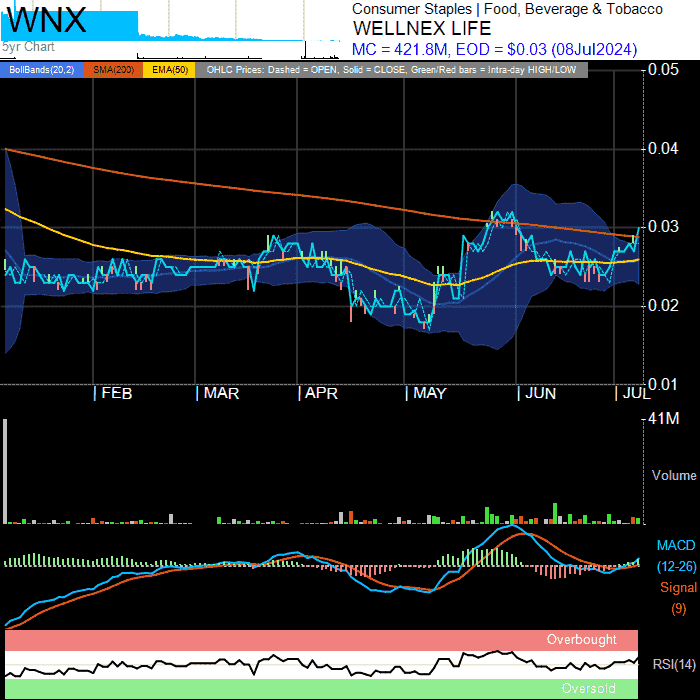 WNX
Consumer Staples | Food, Beverage & Tobacco
WELLNEX LIFE
5yr Chart
MC = 421.8M, EOD = $0.03 (08Jul2024)
BollBands(20,2) SMA(200) EMA(50) OHLC Prices: Dashed = OPEN, Solid = CLOSE, Green/Red bars = Intra-day HIGH/LOW
0.05
0.04
0.03
0.02
0.01
| FEB | MAR | APR | MAY | JUN | JUL
41M
Volume
MACD
(12-26)
Signal
(9)
Overbought
RSI(14)
Oversold